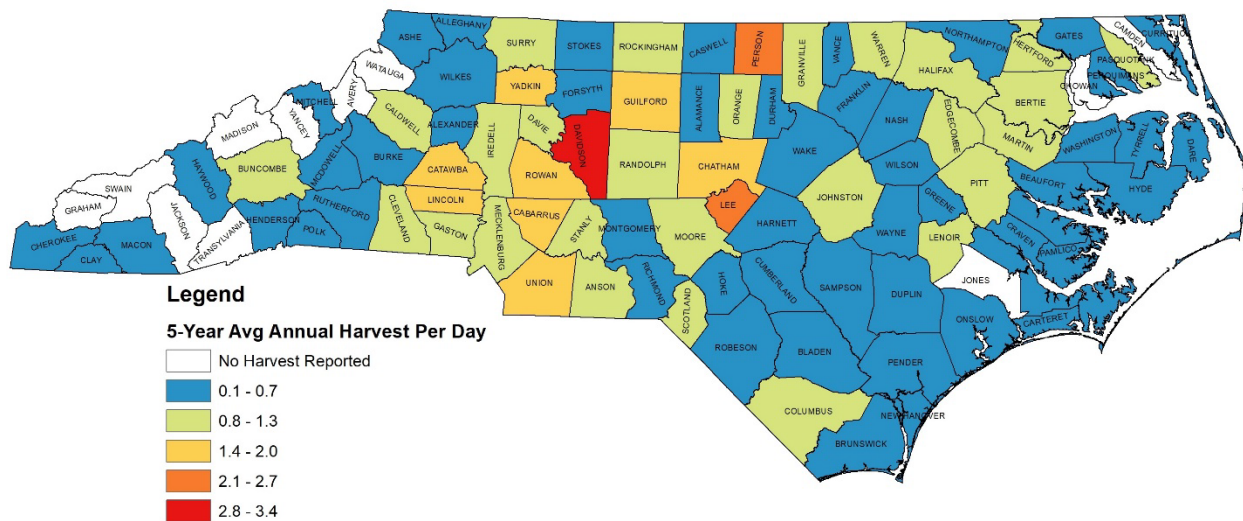 ALLEGHANY
ASHE
SURRY
STOKES
ROCKINGHAM
CASWELL
PERSON
GRANVILLE
VANCE
WARREN
NORTHAMPTON
HERTFORD
GATES
CAMDEN
CURRITUCK
PASQUOTANK
PERQUIMANS
CHOWAN
WATAUGA
WILKES
YADKIN
FORSYTH
GUILFORD
ALAMANCE
ORANGE
DURHAM
FRANKLIN
HALIFAX
BERTIE
MITCHELL
AVERY
YANCEY
MADISON
CALDWELL
ALEXANDER
IREDELL
DAVIE
DAVIDSON
RANDOLPH
CHATHAM
WAKE
NASH
EDGECOMBE
MARTIN
WASHINGTON
TYRRELL
DARE
HAYWOOD
BUNCOMBE
MCDOWELL
BURKE
CATAWBA
ROWAN
WILSON
PITT
BEAUFORT
HYDE
SWAIN
GRAHAM
JACKSON
TRANSYLVANIA
HENDERSON
POLK
RUTHERFORD
CLEVELAND
LINCOLN
GASTON
MECKLENBURG
CABARRUS
STANLY
MONTGOMERY
MOORE
LEE
HARNETT
JOHNSTON
GREENE
WAYNE
LENOIR
CRAVEN
PAMLICO
CHEROKEE
CLAY
MACON
UNION
ANSON
RICHMOND
SCOTLAND
HOKE
CUMBERLAND
SAMPSON
DUPLIN
JONES
ONSLOW
CARTERET
ROBESON
BLADEN
PENDER
COLUMBUS
NEW HANOVER
BRUNSWICK
Legend
5-Year Avg Annual Harvest Per Day
No Harvest Reported
0.1 - 0.7
0.8 - 1.3
1.4 - 2.0
2.1 - 2.7
2.8 - 3.4